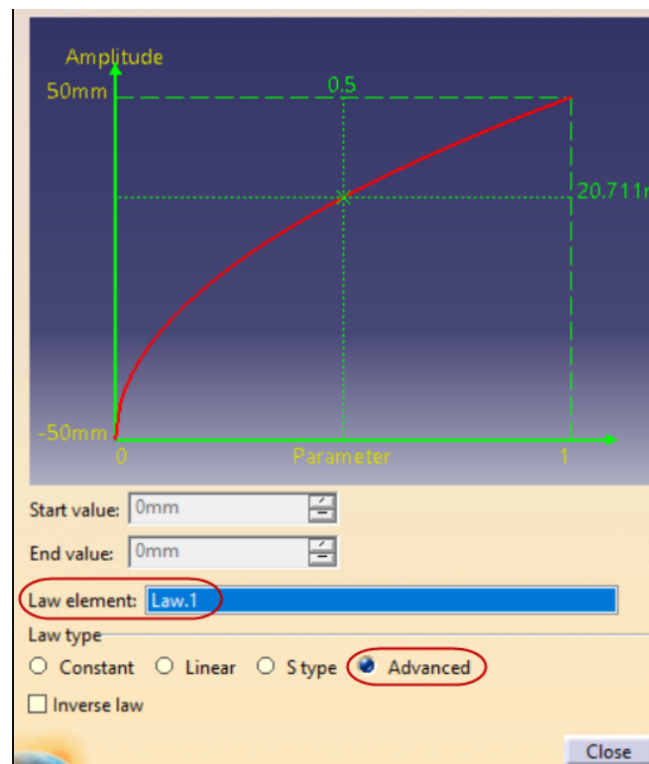 Amplitude
50mm
0.5
20.711
-50mm
0 Parameter 1
Start value: 0mm
End value: 0mm
Law element: Law.1
Law type
Constant Linear S type Advanced
Inverse law
Close